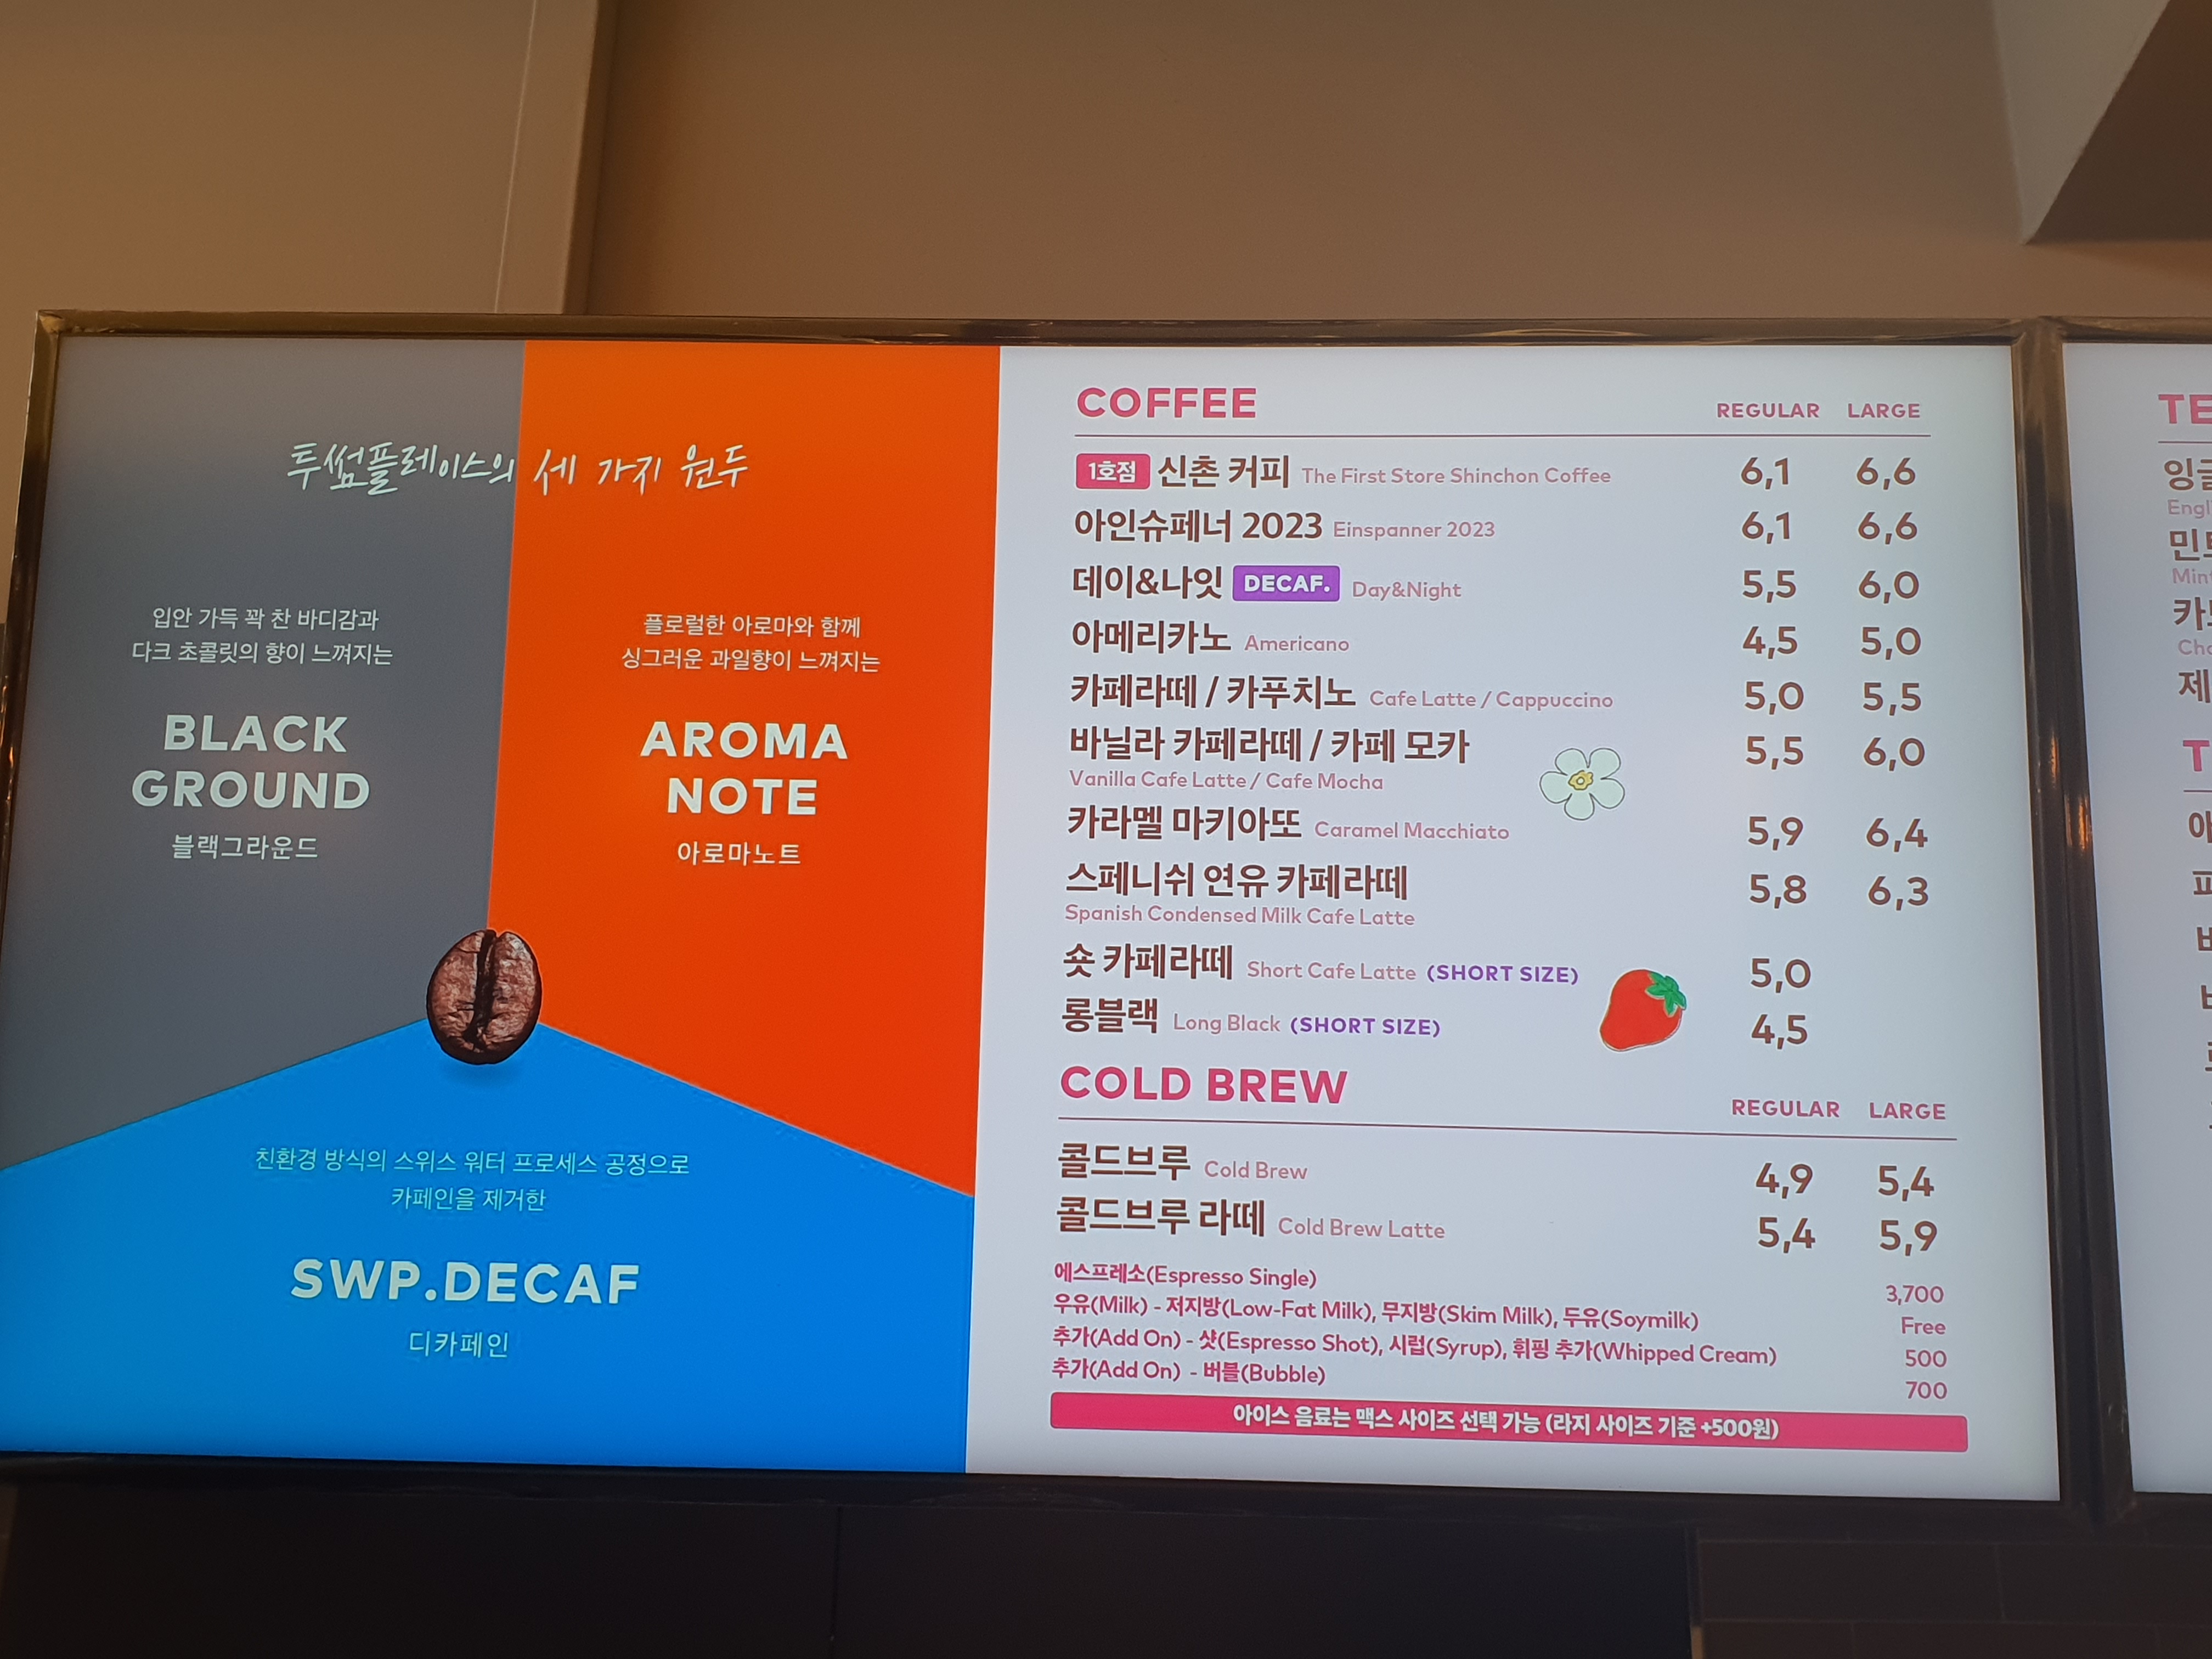 투썸플레이스의 세 가지 원두
입안 가득 꽉 찬 바디감과
다크 초콜릿의 향이 느껴지는
BLACK
GROUND
블랙그라운드
플로럴한 아로마와 함께
싱그러운 과일향이 느껴지는
AROMA
NOTE
아로마노트
친환경 방식의 스위스 워터 프로세스 공정으로
카페인을 제거한
SWP.DECAF
디카페인
COFFEE REGULAR LARGE
1호점 신촌 커피 The First Store Shinchon Coffee 6,1 6,6
아인슈페너 2023 Einspanner 2023 6,1 6,6
데이&나잇 DECAF. Day&Night 5,5 6,0
아메리카노 Americano 4,5 5,0
카페라떼 / 카푸치노 Cafe Latte / Cappuccino 5,0 5,5
바닐라 카페라떼 / 카페 모카 5,5 6,0
Vanilla Cafe Latte / Cafe Mocha
카라멜 마키아또 Caramel Macchiato 5,9 6,4
스페니쉬 연유 카페라떼 5,8 6,3
Spanish Condensed Milk Cafe Latte
숏 카페라떼 Short Cafe Latte (SHORT SIZE) 5,0
롱블랙 Long Black (SHORT SIZE) 4,5
COLD BREW REGULAR LARGE
콜드브루 Cold Brew 4,9 5,4
콜드브루 라떼 Cold Brew Latte 5,4 5,9
에스프레소(Espresso Single) 3,700
우유(Milk) - 저지방(Low-Fat Milk), 무지방(Skim Milk), 두유(Soymilk) Free
추가(Add On) - 샷(Espresso Shot), 시럽(Syrup), 휘핑 추가(Whipped Cream) 500
추가(Add On) - 버블(Bubble) 700
아이스 음료는 맥스 사이즈 선택 가능 (라지 사이즈 기준 +500원)